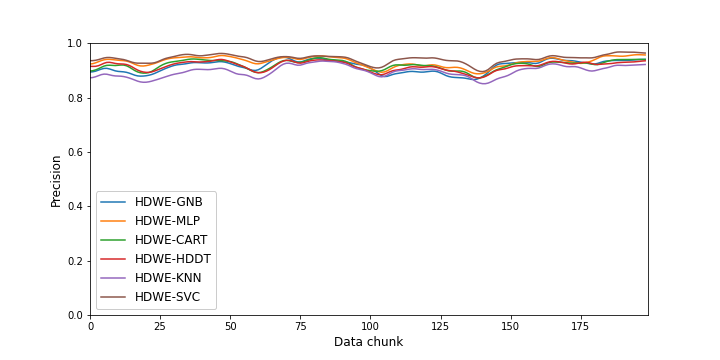 1.0
0.8
0.6
0.4
0.2
0.0
Precision
HDWE-GNB
HDWE-MLP
HDWE-CART
HDWE-HDDT
HDWE-KNN
HDWE-SVC
0 25 50 75 100 125 150 175
Data chunk